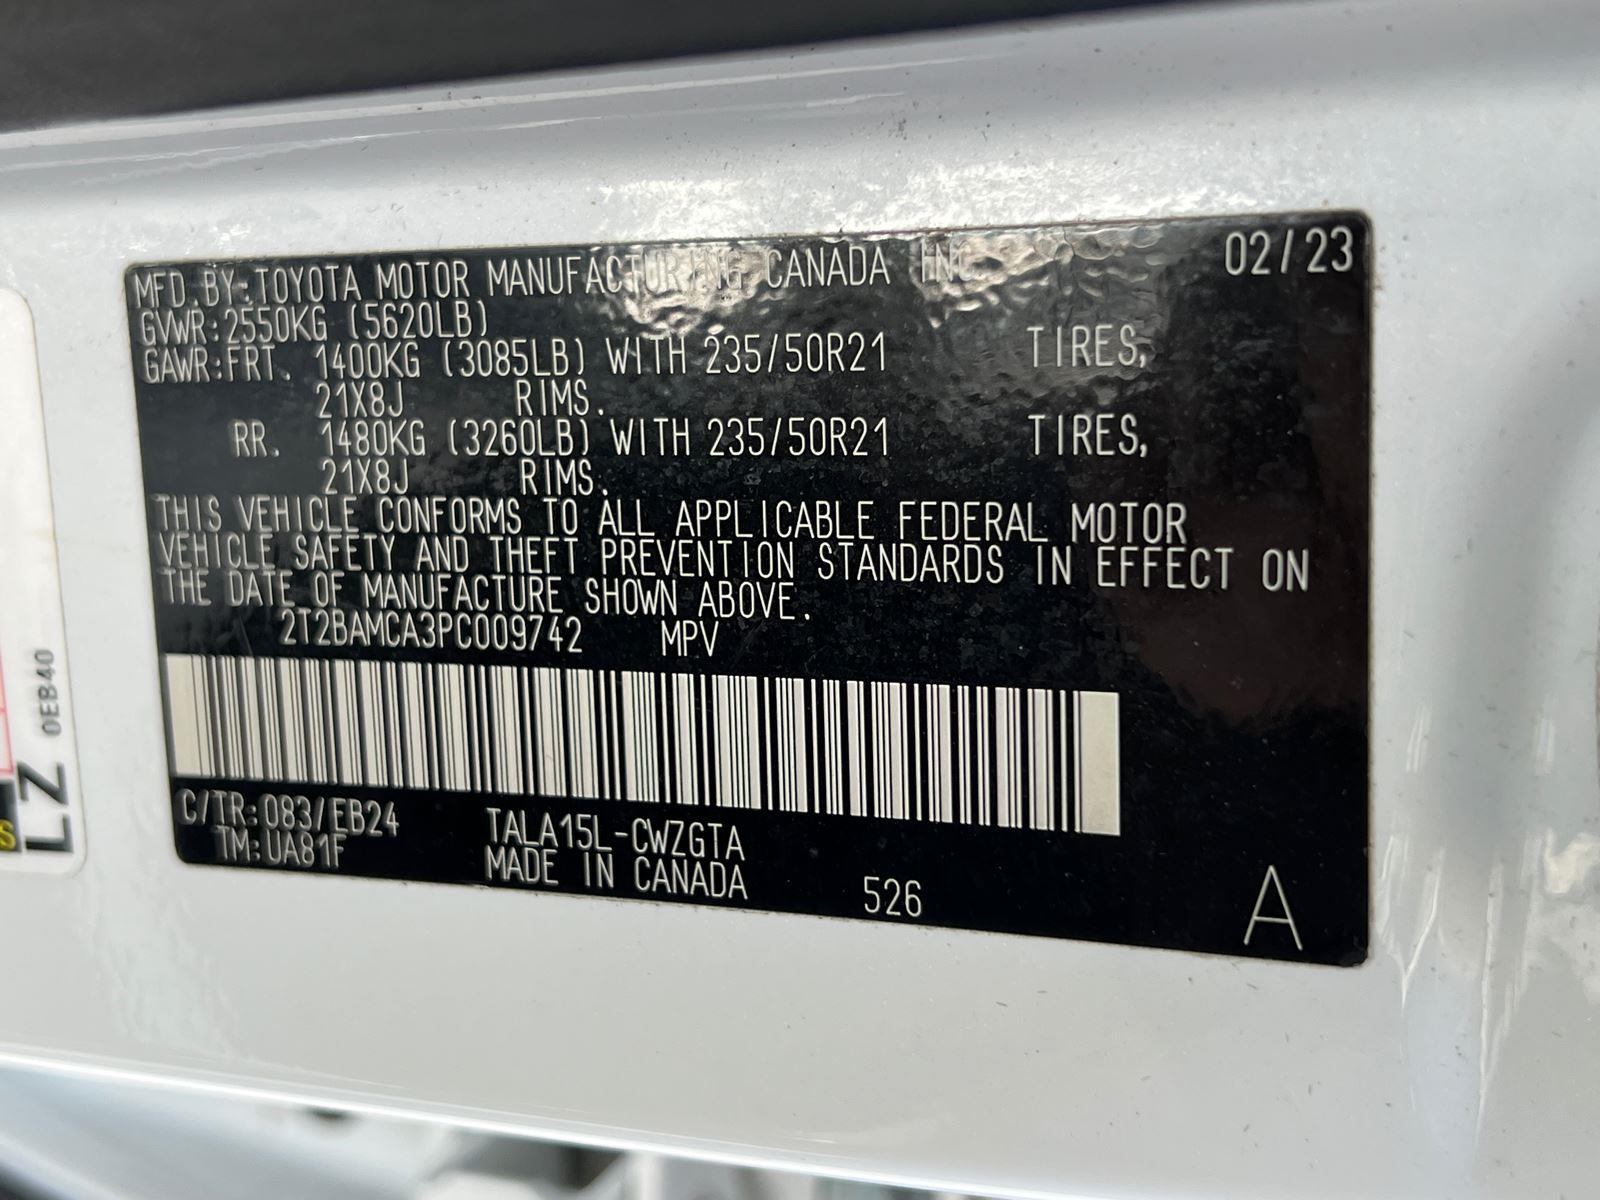 MFD.BY:TOYOTA MOTOR MANUFACTURING CANADA INC. 02/23
GVWR:2550KG (5620LB)
GAWR:FRT. 1400KG (3085LB) WITH 235/50R21 TIRES,
21X8J RIMS.
RR. 1480KG (3260LB) WITH 235/50R21 TIRES,
21X8J RIMS.
THIS VEHICLE CONFORMS TO ALL APPLICABLE FEDERAL MOTOR
VEHICLE SAFETY AND THEFT PREVENTION STANDARDS IN EFFECT ON
THE DATE OF MANUFACTURE SHOWN ABOVE.
2T2BAMCA3PC009742 MPV
C/TR:083/EB24 TALA15L-CWZGTA
TM:UA81F MADE IN CANADA 526 A
0EB40
LZ
S